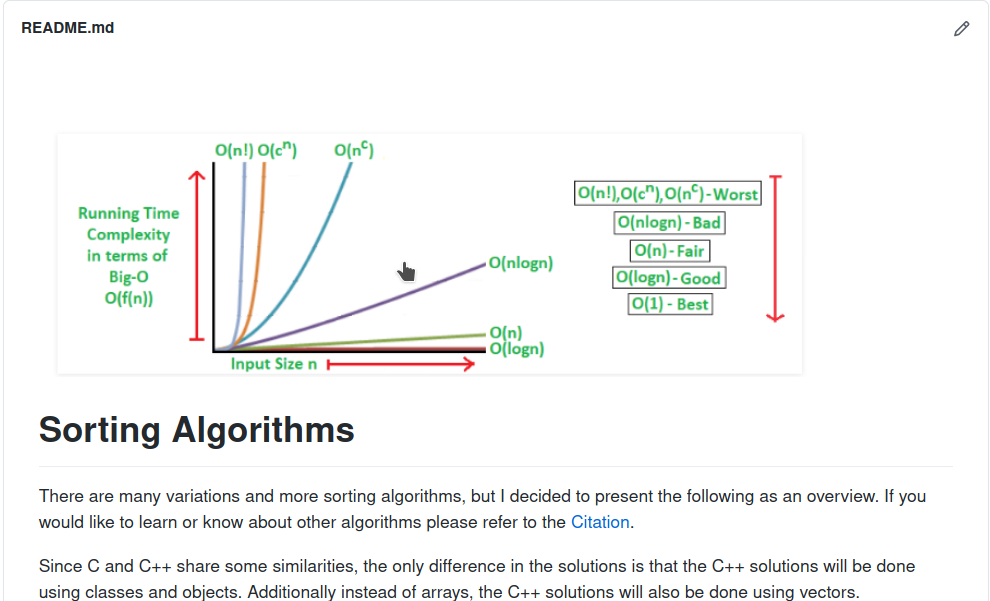 README.md
O(n!) O(cⁿ) O(nᶜ)
Running Time
Complexity
in terms of
Big-O
O(f(n))
O(nlogn)
O(n)
O(logn)
Input Size n
O(n!),O(cⁿ),O(nᶜ)-Worst
O(nlogn) - Bad
O(n) - Fair
O(logn) - Good
O(1) - Best
Sorting Algorithms
There are many variations and more sorting algorithms, but I decided to present the following as an overview. If you
would like to learn or know about other algorithms please refer to the Citation.
Since C and C++ share some similarities, the only difference in the solutions is that the C++ solutions will be done
using classes and objects. Additionally instead of arrays, the C++ solutions will also be done using vectors.